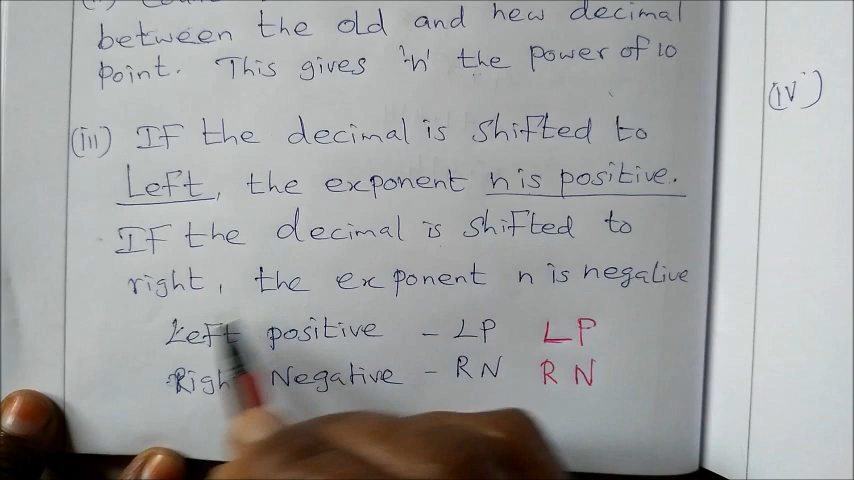 between the old and new decimal
point. This gives 'n' the power of 10
(iii) IF the decimal is shifted to
Left, the exponent n is positive.
IF the decimal is shifted to
right, the exponent n is negative
Left positive - LP LP
Right Negative - RN RN
(iv)